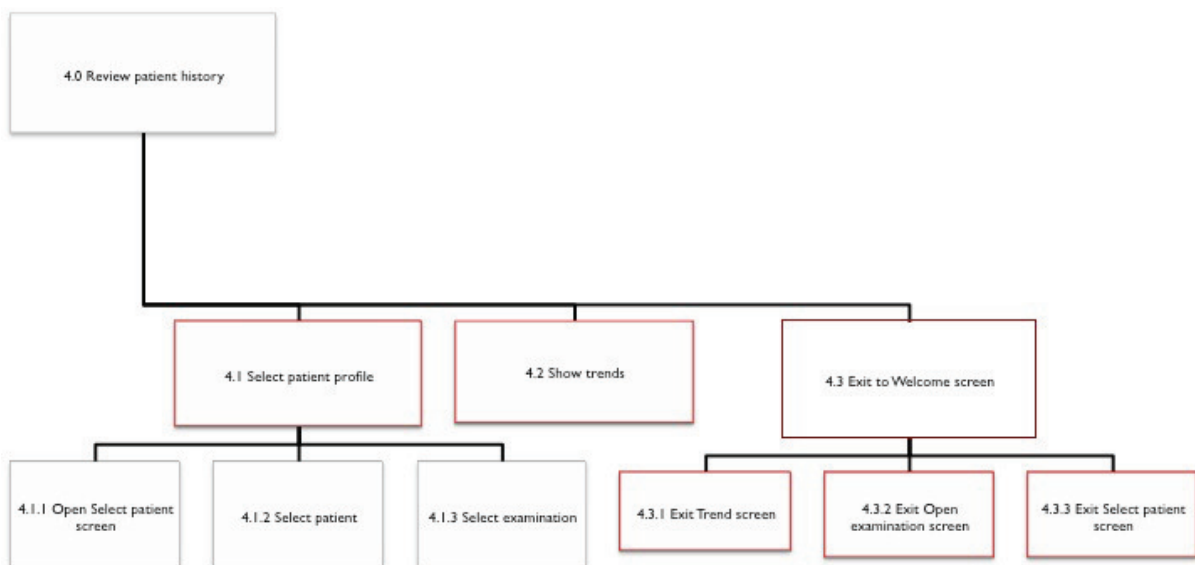 4.0 Review patient history
4.1 Select patient profile
4.2 Show trends
4.3 Exit to Welcome screen
4.1.1 Open Select patient
screen
4.1.2 Select patient
4.1.3 Select examination
4.3.1 Exit Trend screen
4.3.2 Exit Open
examination screen
4.3.3 Exit Select patient
screen